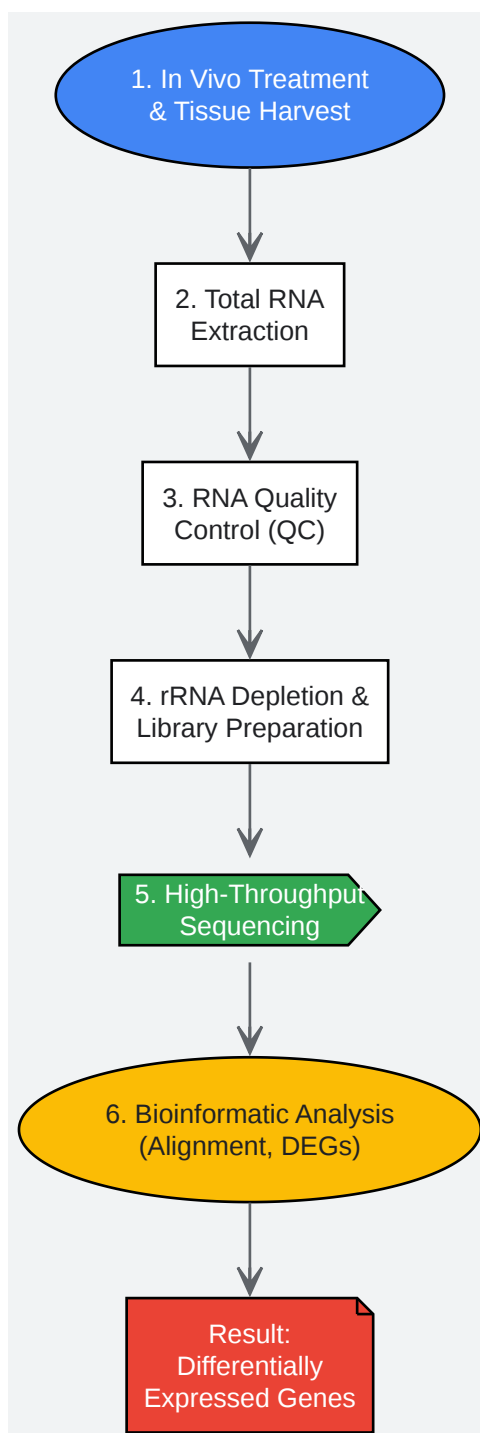 1. In Vivo Treatment
& Tissue Harvest
2. Total RNA
Extraction
3. RNA Quality
Control (QC)
4. rRNA Depletion &
Library Preparation
5. High-Throughput
Sequencing
6. Bioinformatic Analysis
(Alignment, DEGs)
Result:
Differentially
Expressed Genes